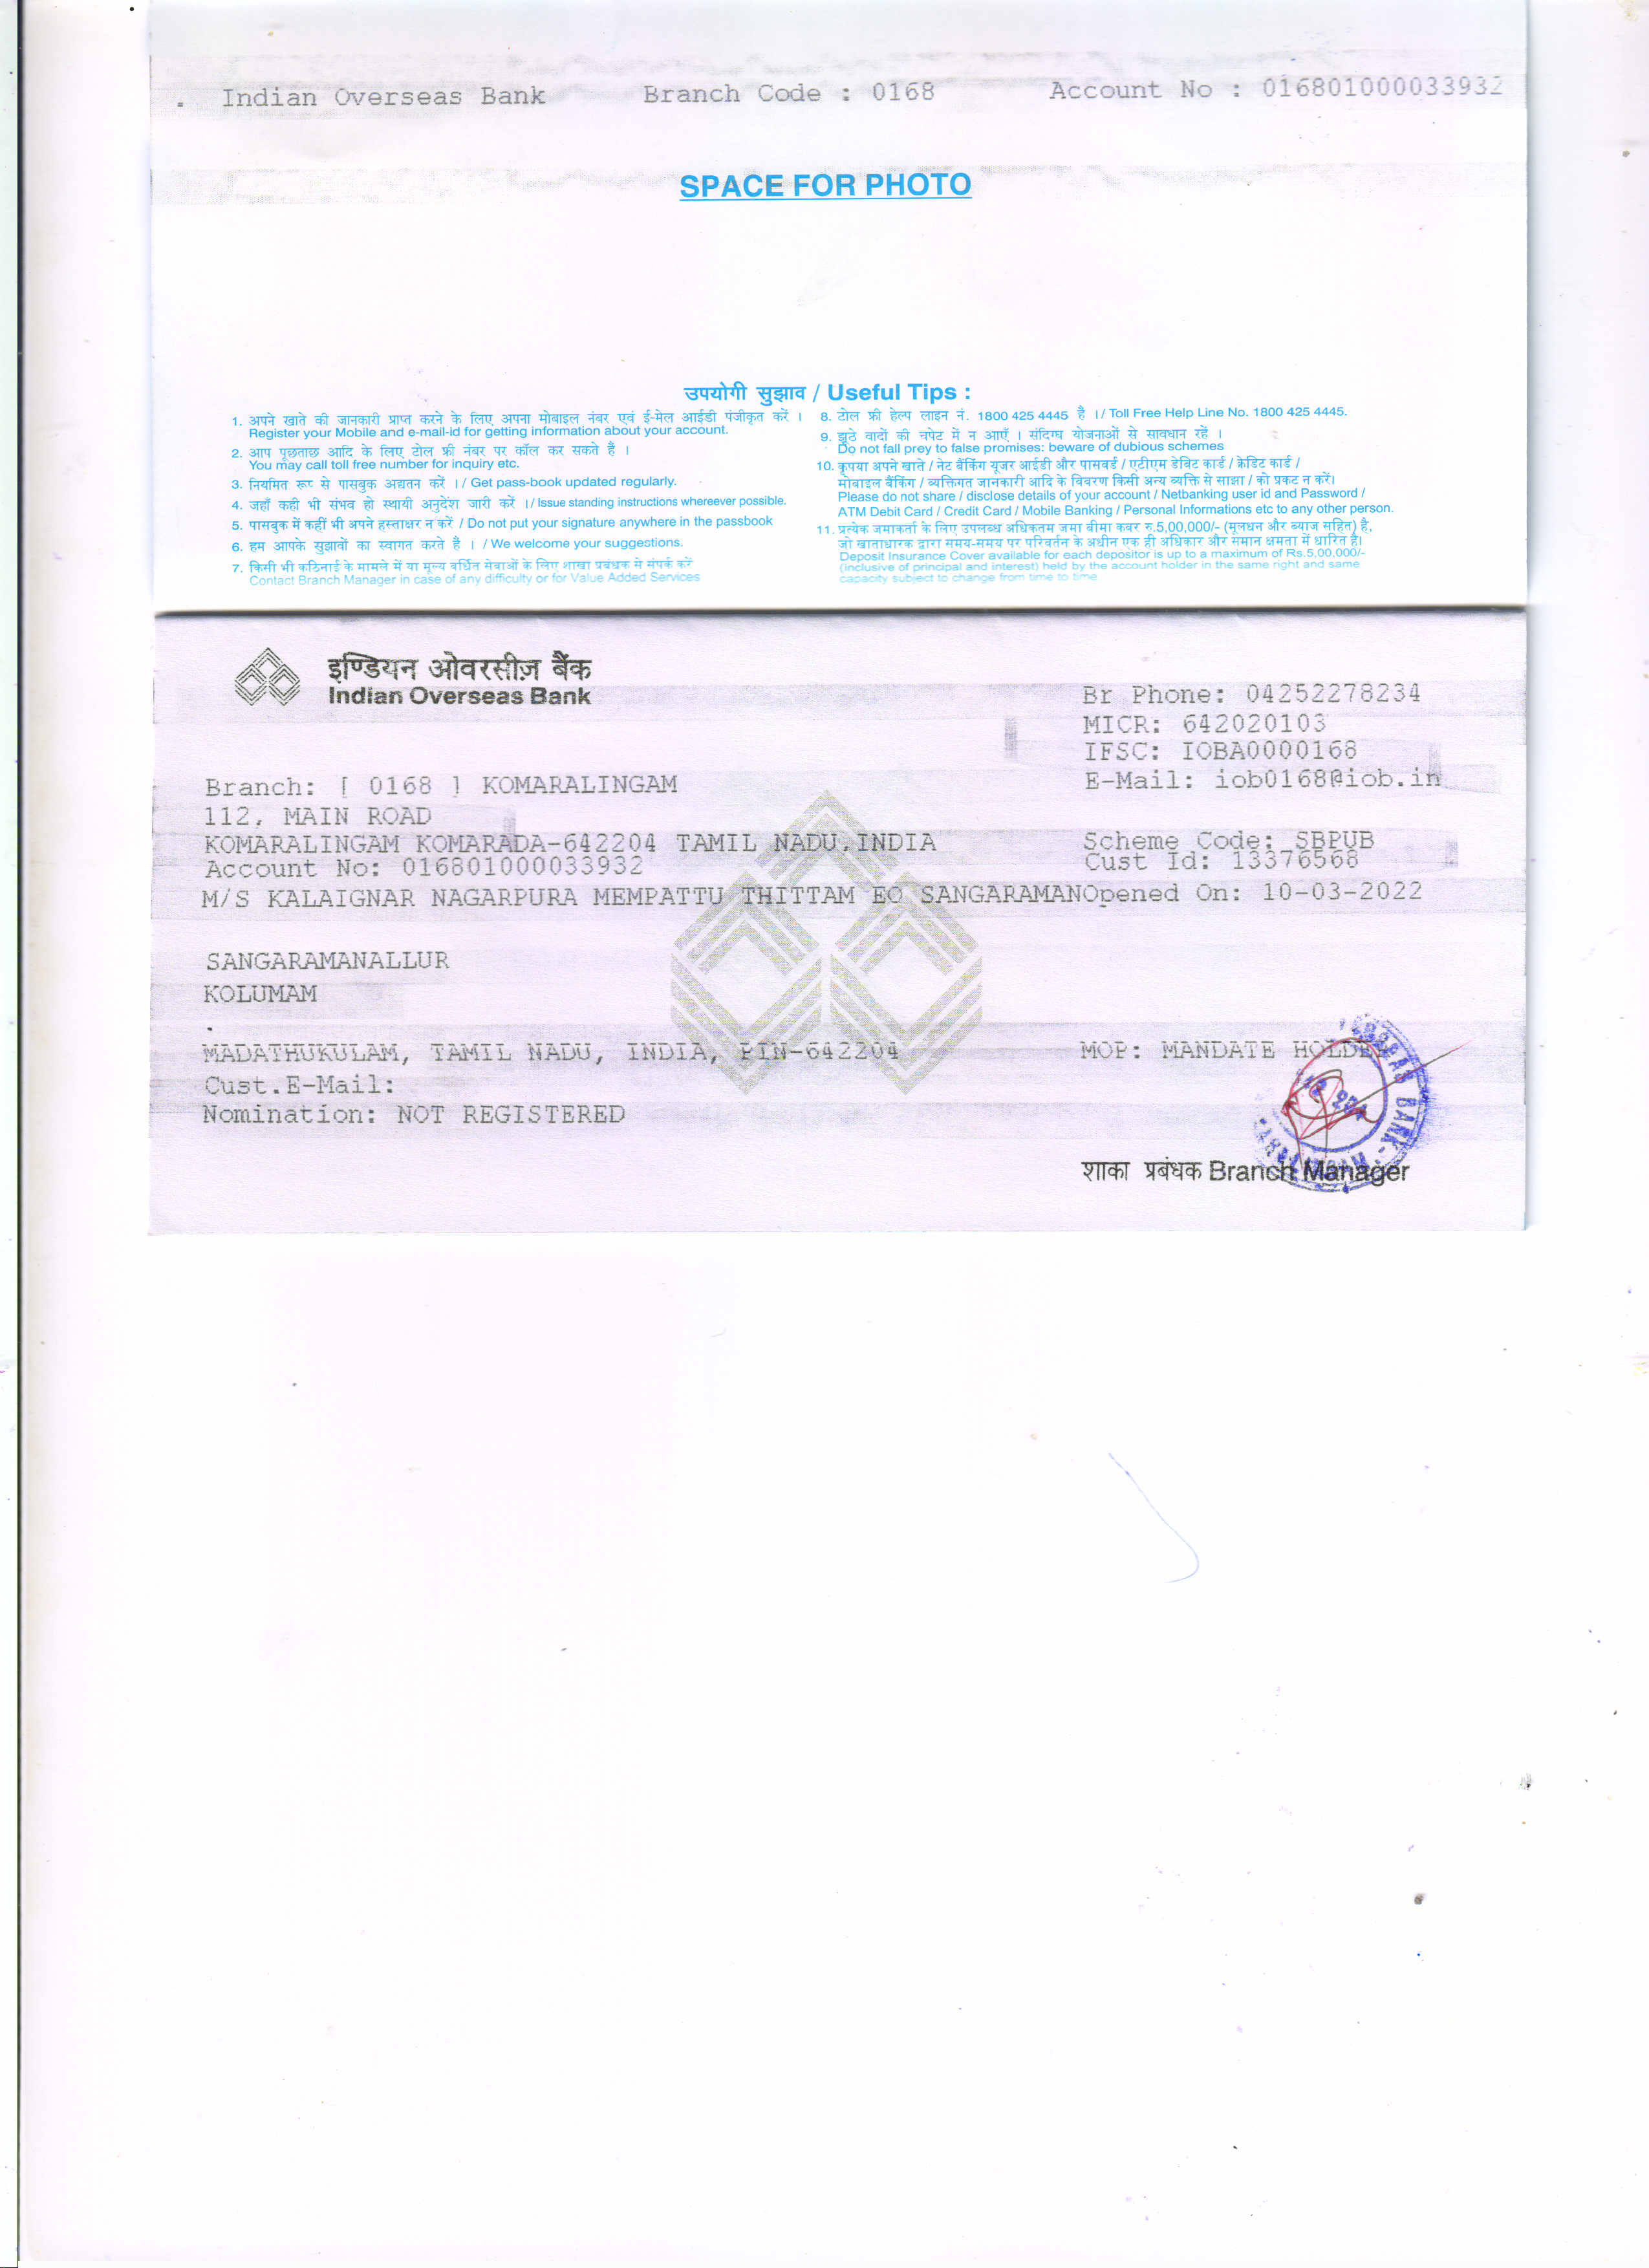 Indian Overseas Bank Branch Code : 0168 Account No : 016801000033932
SPACE FOR PHOTO
उपयोगी सुझाव / Useful Tips :
1. अपने खाते की जानकारी प्राप्त करने के लिए अपना मोबाइल नंबर एवं ई-मेल आईडी पंजीकृत करें ।
Register your Mobile and e-mail-id for getting information about your account.
2. आप पूछताछ आदि के लिए टोल फ्री नंबर पर कॉल कर सकते हैं ।
You may call toll free number for inquiry etc.
3. नियमित रूप से पासबुक अद्यतन करें । / Get pass-book updated regularly.
4. जहाँ कही भी संभव हो स्थायी अनुदेश जारी करें । / Issue standing instructions whereever possible.
5. पासबुक में कहीं भी अपने हस्ताक्षर न करें / Do not put your signature anywhere in the passbook
6. हम आपके सुझावों का स्वागत करते हैं । / We welcome your suggestions.
7. किसी भी कठिनाई के मामले में या मूल्य वर्धित सेवाओं के लिए शाखा प्रबंधक से संपर्क करें
Contact Branch Manager in case of any difficulty or for Value Added Services
8. टोल फ्री हेल्प लाइन नं. 1800 425 4445 है । / Toll Free Help Line No. 1800 425 4445.
9. झूठे वादों की चपेट में न आएँ । संदिग्ध योजनाओं से सावधान रहें ।
Do not fall prey to false promises: beware of dubious schemes
10. कृपया अपने खाते / नेट बैंकिंग यूजर आईडी और पासवर्ड / एटीएम डेबिट कार्ड / क्रेडिट कार्ड /
मोबाइल बैंकिंग / व्यक्तिगत जानकारी आदि के विवरण किसी अन्य व्यक्ति से साझा / को प्रकट न करें।
Please do not share / disclose details of your account / Netbanking user id and Password /
ATM Debit Card / Credit Card / Mobile Banking / Personal Informations etc to any other person.
11. प्रत्येक जमाकर्ता के लिए उपलब्ध अधिकतम जमा बीमा कवर रु.5,00,000/- (मूलधन और ब्याज सहित) है,
जो खाताधारक द्वारा समय-समय पर परिवर्तन के अधीन एक ही अधिकार और समान क्षमता में धारित है।
Deposit Insurance Cover available for each depositor is up to a maximum of Rs.5,00,000/-
(inclusive of principal and interest) held by the account holder in the same right and same
capacity subject to change from time to time
इण्डियन ओवरसीज़ बैंक
Indian Overseas Bank
Br Phone: 04252278234
MICR: 642020103
IFSC: IOBA0000168
E-Mail: iob0168@iob.in
Branch: [ 0168 ] KOMARALINGAM
112, MAIN ROAD
KOMARALINGAM KOMARADA-642204 TAMIL NADU,INDIA Scheme Code: SBPUB
Account No: 016801000033932 Cust Id: 13376568
M/S KALAIGNAR NAGARPURA MEMPATTU THITTAM EO SANGARAMANOpened On: 10-03-2022
SANGARAMANALLUR
KOLUMAM
.
MADATHUKULAM, TAMIL NADU, INDIA, PIN-642204 MOP: MANDATE HOLDER
Cust.E-Mail:
Nomination: NOT REGISTERED
BANK
शाका प्रबंधक Branch Manager